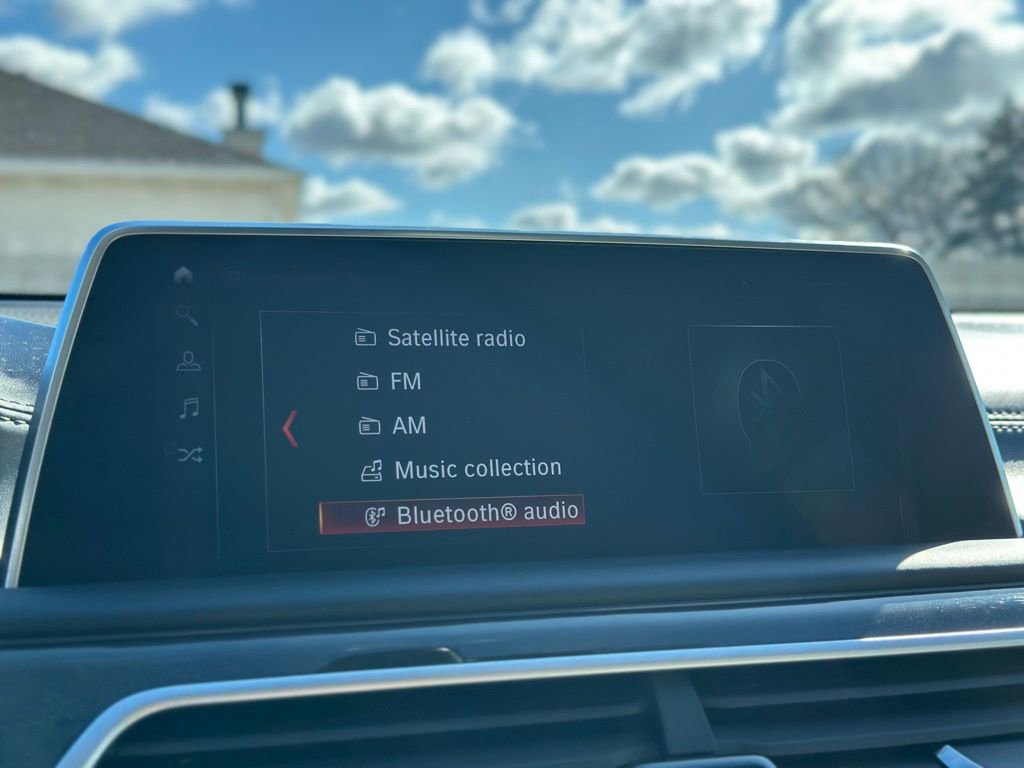 Satellite radio
FM
AM
Music collection
Bluetooth® audio